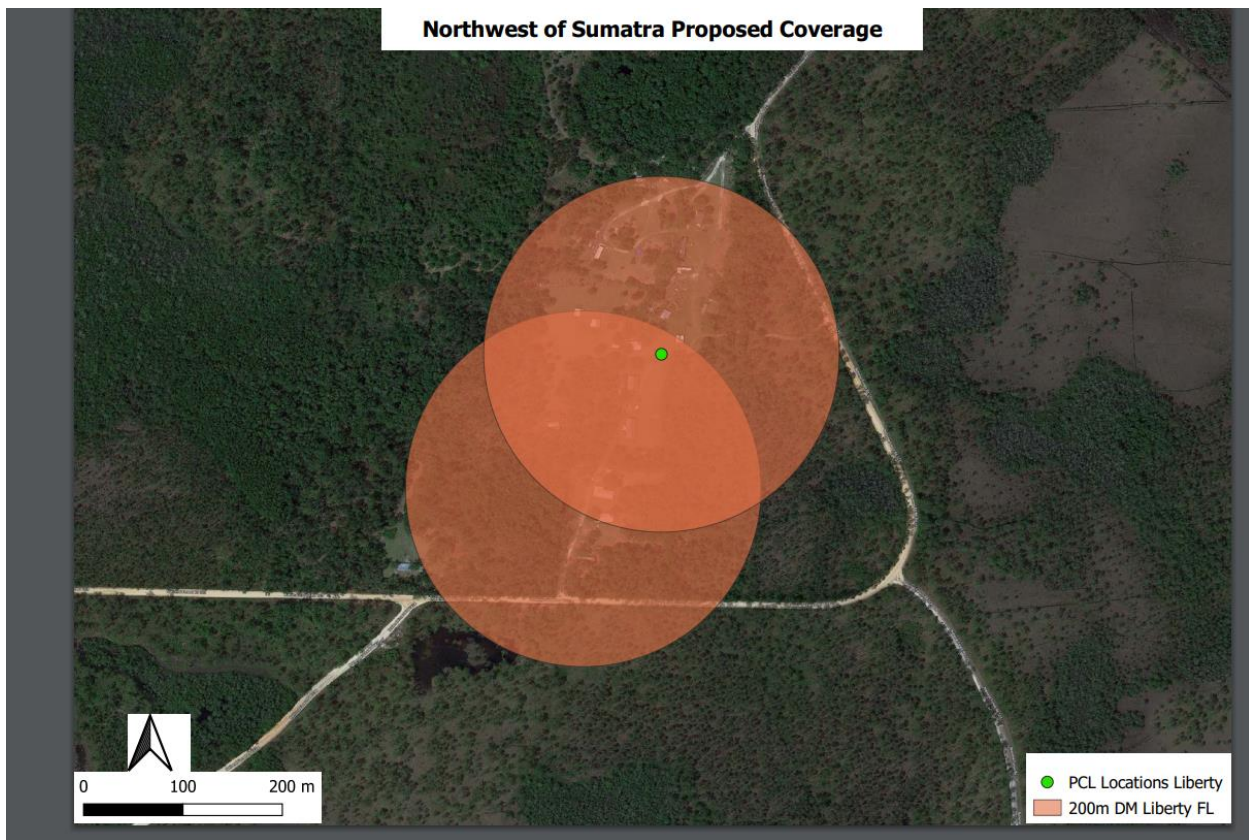 Northwest of Sumatra Proposed Coverage
0 100 200 m
PCL Locations Liberty
200m DM Liberty FL